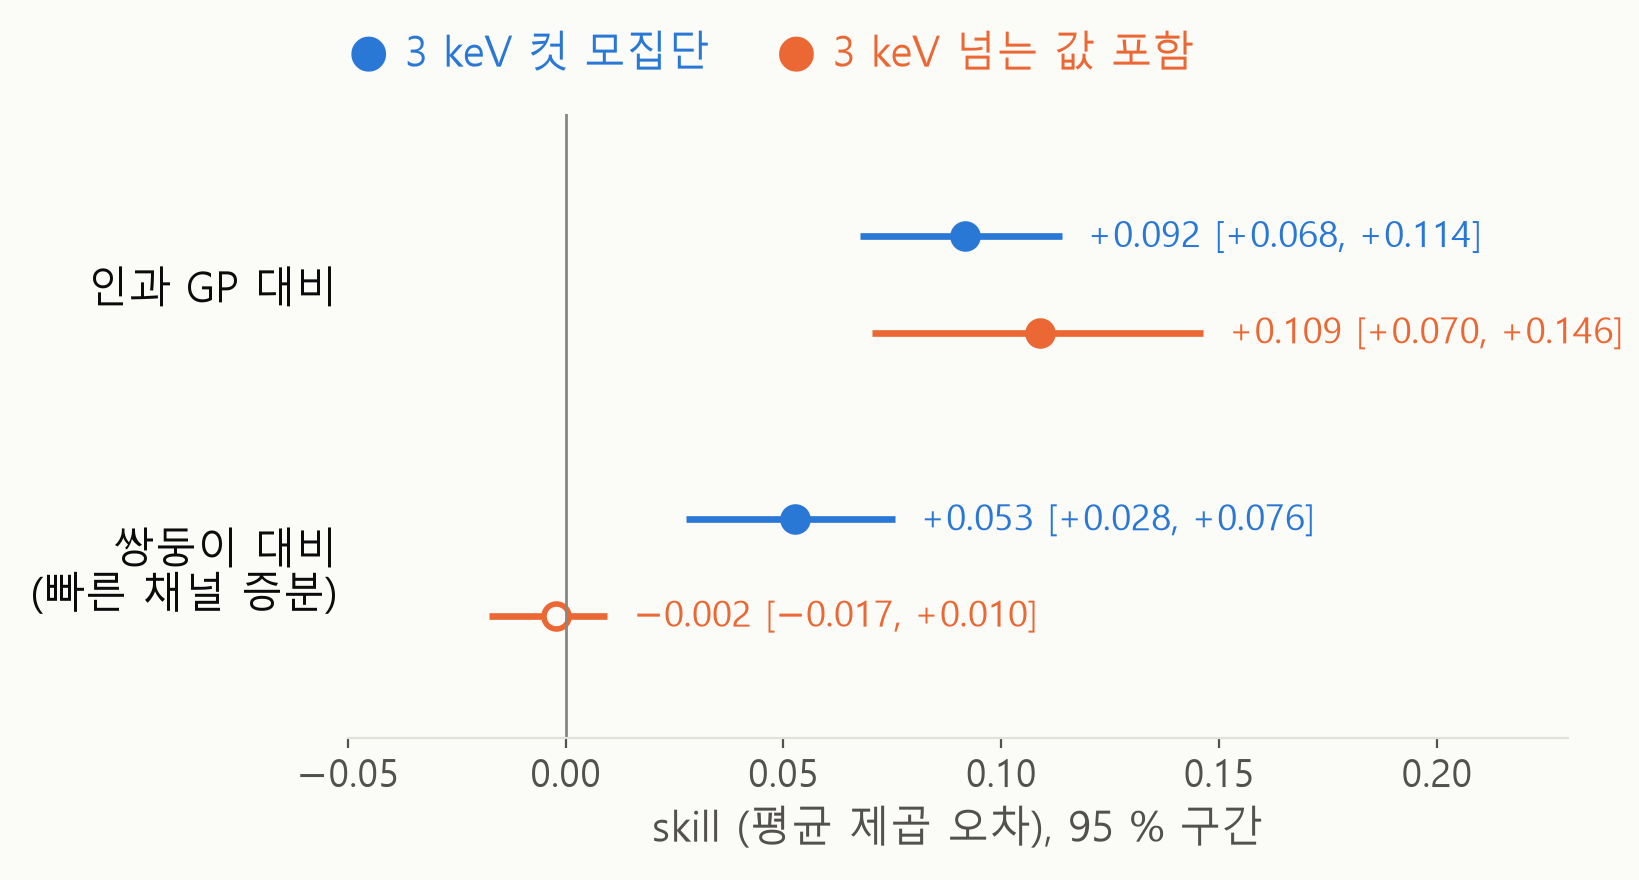 3 keV 컷 모집단
3 keV 넘는 값 포함
인과 GP 대비
+0.092 [+0.068, +0.114]
+0.109 [+0.070, +0.146]
쌍둥이 대비
(빠른 채널 증분)
+0.053 [+0.028, +0.076]
−0.002 [−0.017, +0.010]
−0.05 0.00 0.05 0.10 0.15 0.20
skill (평균 제곱 오차), 95 % 구간